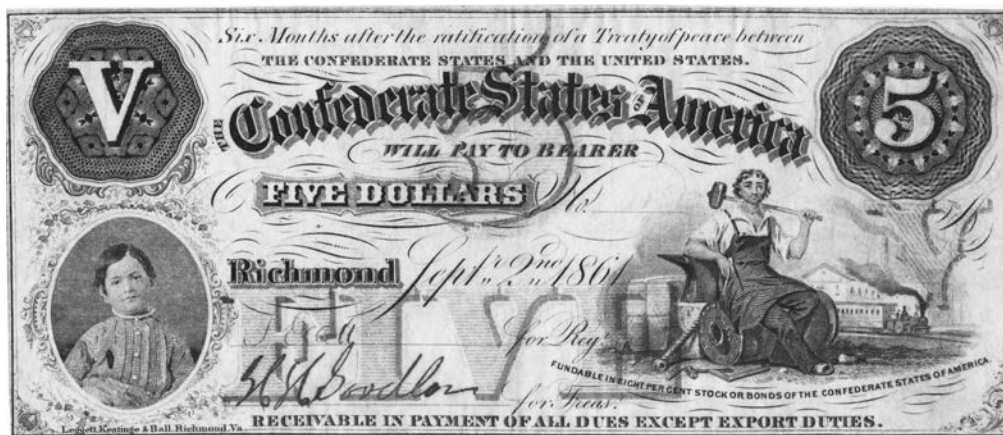 V
Six Months after the ratification of a Treaty of peace between
THE CONFEDERATE STATES AND THE UNITED STATES.
THE Confederate States OF America
5
WILL PAY TO BEARER
FIVE DOLLARS No.
Richmond Septr. 2nd 1861
FIVE
for Regr.
for Treasr.
FUNDABLE IN EIGHT PER CENT STOCK OR BONDS OF THE CONFEDERATE STATES OF AMERICA.
Leggett Keatinge & Ball Richmond Va.
RECEIVABLE IN PAYMENT OF ALL DUES EXCEPT EXPORT DUTIES.